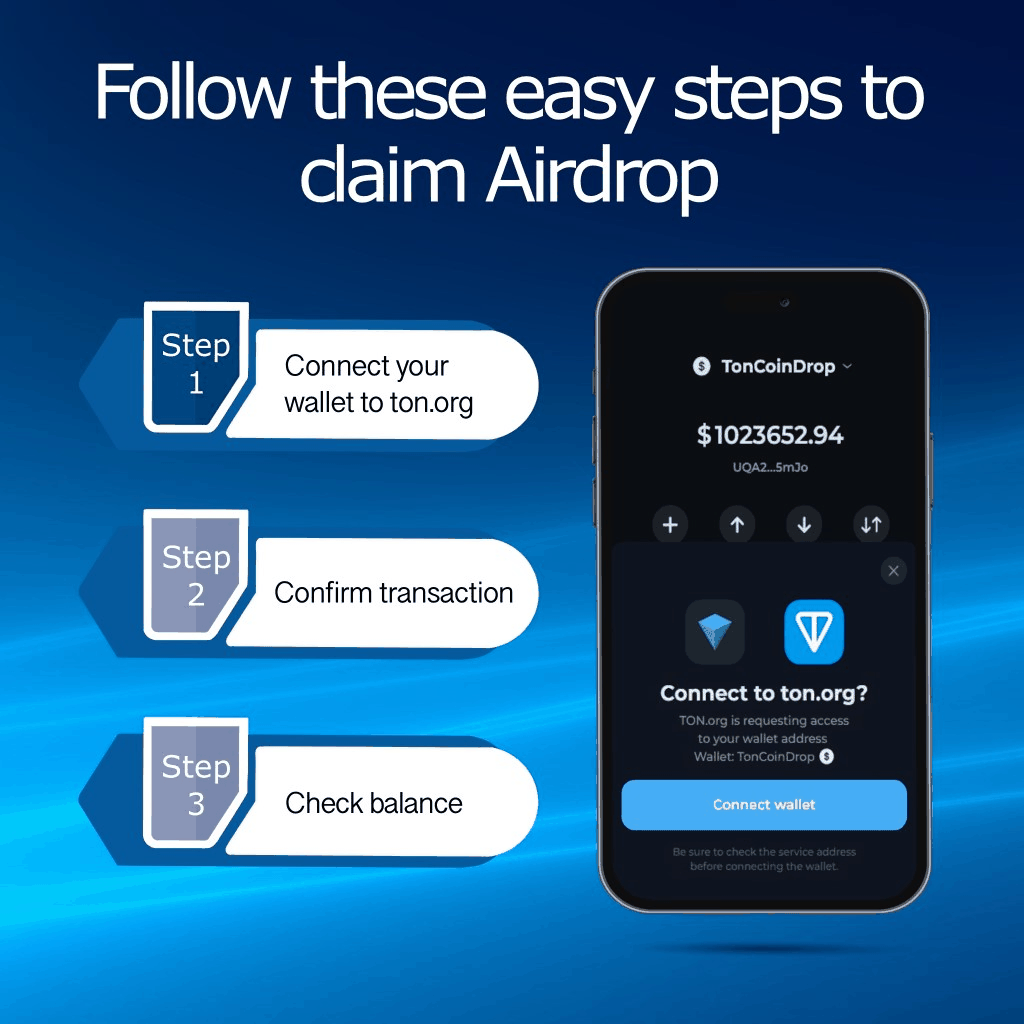 Follow these easy steps to
claim Airdrop
Step
1
Connect your
wallet to ton.org
Step
2
Confirm transaction
Step
3
Check balance
$ TonCoinDrop
$1023652.94
UQA2...5mJo
Connect to ton.org?
TON.org is requesting access
to your wallet address
Wallet: TonCoinDrop $
Connect wallet
Be sure to check the service address
before connecting the wallet.